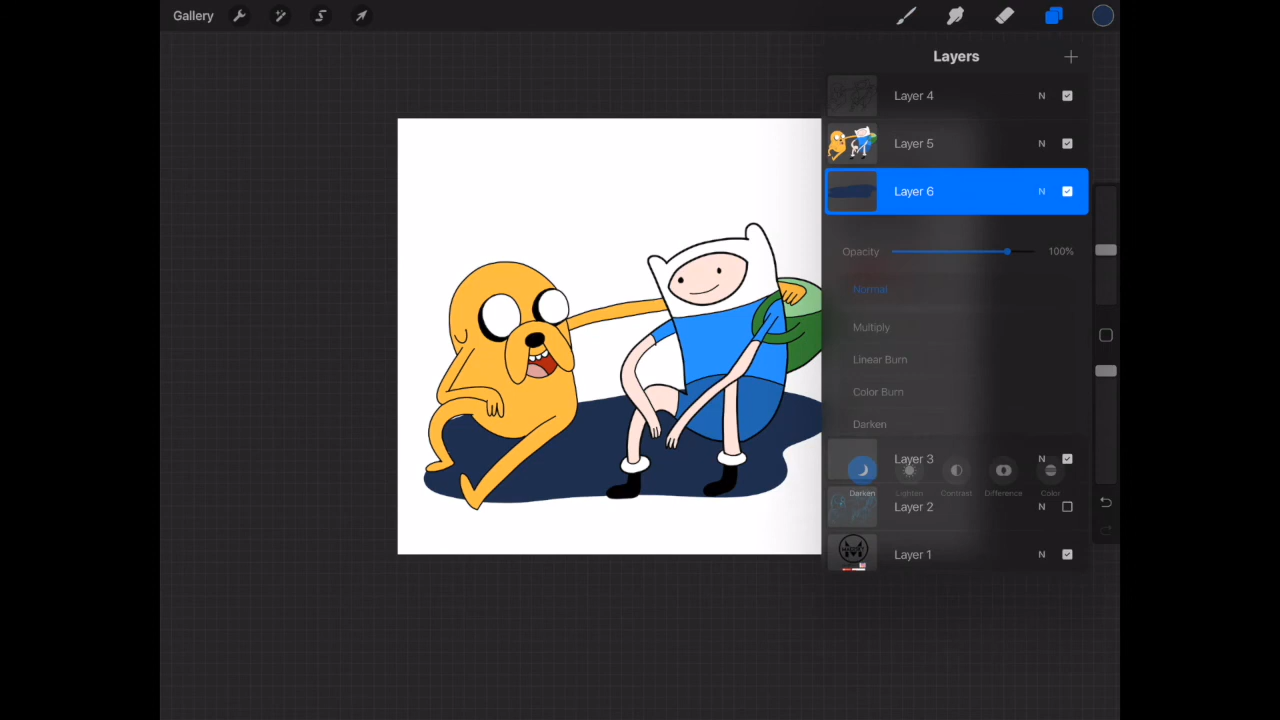 Gallery
Layers
Layer 4 N
Layer 5 N
Layer 6 N
Opacity 100%
Normal
Multiply
Linear Burn
Color Burn
Darken
Layer 3 N
Darken Lighten Contrast Difference Color
Layer 2 N
Layer 1 N